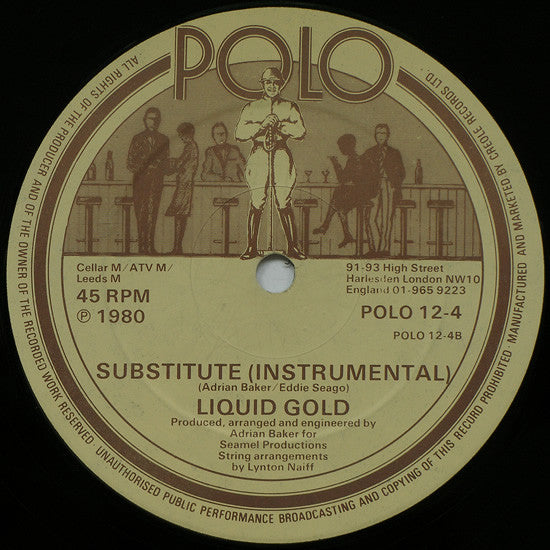 POLO
ALL RIGHTS OF THE PRODUCER AND OF THE OWNER OF THE RECORDED WORK RESERVED · UNAUTHORISED PUBLIC PERFORMANCE BROADCASTING AND COPYING OF THIS RECORD PROHIBITED · MANUFACTURED AND MARKETED BY CREOLE RECORDS LTD.
Cellar M/ATV M/
Leeds M
45 RPM
℗ 1980
91-93 High Street
Harlesden London NW10
England 01-965 9223
POLO 12-4
POLO 12-4B
SUBSTITUTE (INSTRUMENTAL)
(Adrian Baker/Eddie Seago)
LIQUID GOLD
Produced, arranged and engineered by
Adrian Baker for
Seamel Productions
String arrangements
by Lynton Naiff